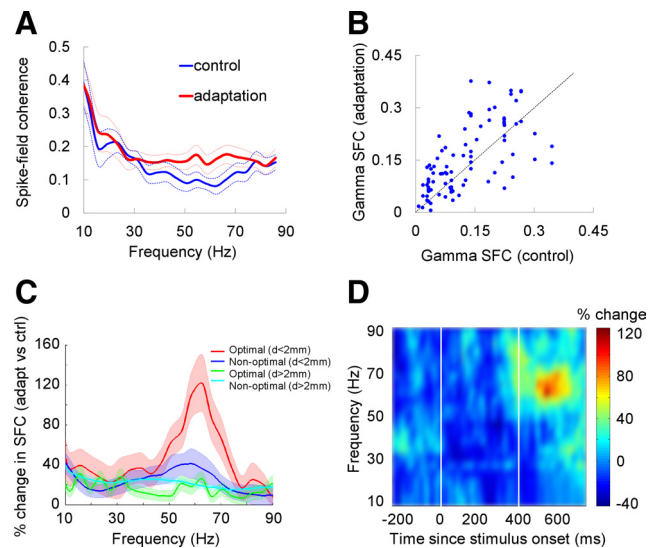 A
Spike-field coherence
0.5
0.4
0.3
0.2
0.1
0
control
adaptation
10 30 50 70 90
Frequency (Hz)
B
Gamma SFC (adaptation)
0.45
0.3
0.15
0
0 0.15 0.3 0.45
Gamma SFC (control)
C
% change in SFC (adapt vs ctrl)
160
120
80
40
0
Optimal (d<2mm)
Non-optimal (d<2mm)
Optimal (d>2mm)
Non-optimal (d>2mm)
10 30 50 70 90
Frequency (Hz)
D
% change
Frequency (Hz)
90
70
50
30
10
-200 0 200 400 600
Time since stimulus onset (ms)
120
100
80
60
40
20
0
-20
-40